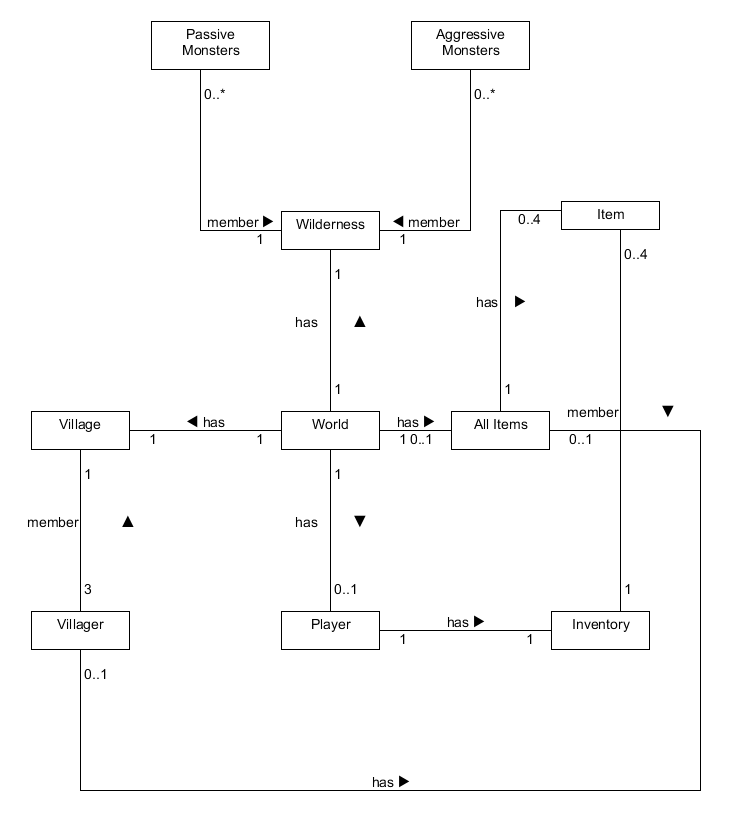 Passive
Monsters
Aggressive
Monsters
0..*
0..*
member ▶
Wilderness
◀ member
1
1
0..4
Item
0..4
1
has ▶
has ▲
1
1
member ▼
Village
◀ has
World
has ▶
All Items
1
1
1 0..1
0..1
1
1
member ▲
has ▼
3
0..1
1
Villager
Player
has ▶
Inventory
1
1
0..1
has ▶